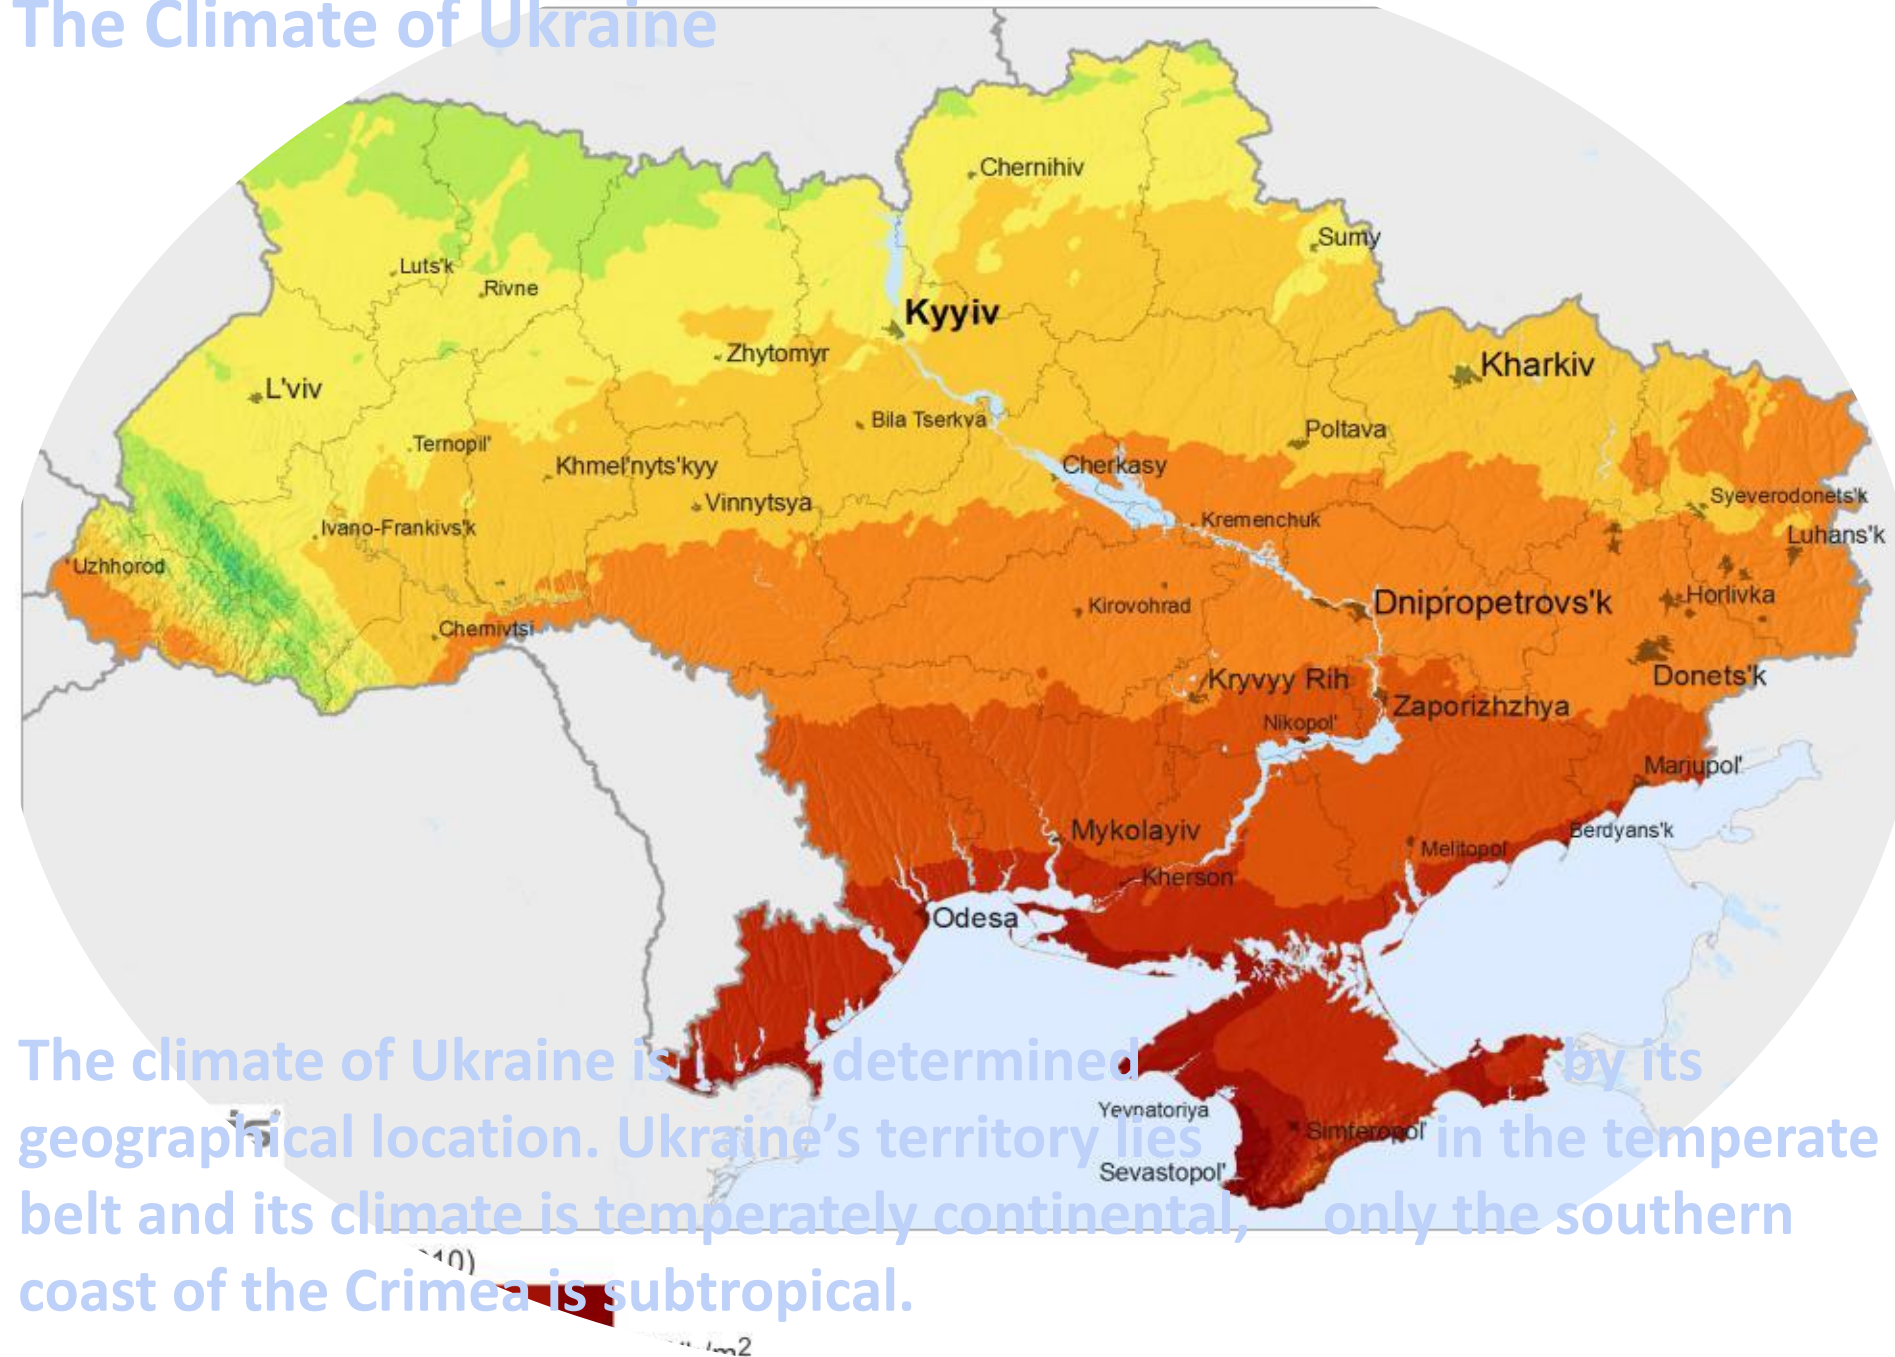 The Climate of Ukraine
Chernihiv
Sumy
Luts'k
Rivne
Kyyiv
Zhytomyr
Kharkiv
L'viv
Bila Tserkva
Poltava
Ternopil'
Khmel'nyts'kyy
Cherkasy
Vinnytsya
Syeverodonets'k
Ivano-Frankivs'k
Kremenchuk
Luhans'k
Uzhhorod
Kirovohrad
Dnipropetrovs'k
Horlivka
Chernivtsi
Kryvyy Rih
Donets'k
Zaporizhzhya
Nikopol'
Mariupol'
Mykolayiv
Berdyans'k
Melitopol'
Kherson
Odesa
The climate of Ukraine is determined by its
Yevnatoriya
geographical location. Ukraine’s territory lies in the temperate
Simferopol'
Sevastopol'
belt and its climate is temperately continental, only the southern
coast of the Crimea is subtropical.
10)
/m2